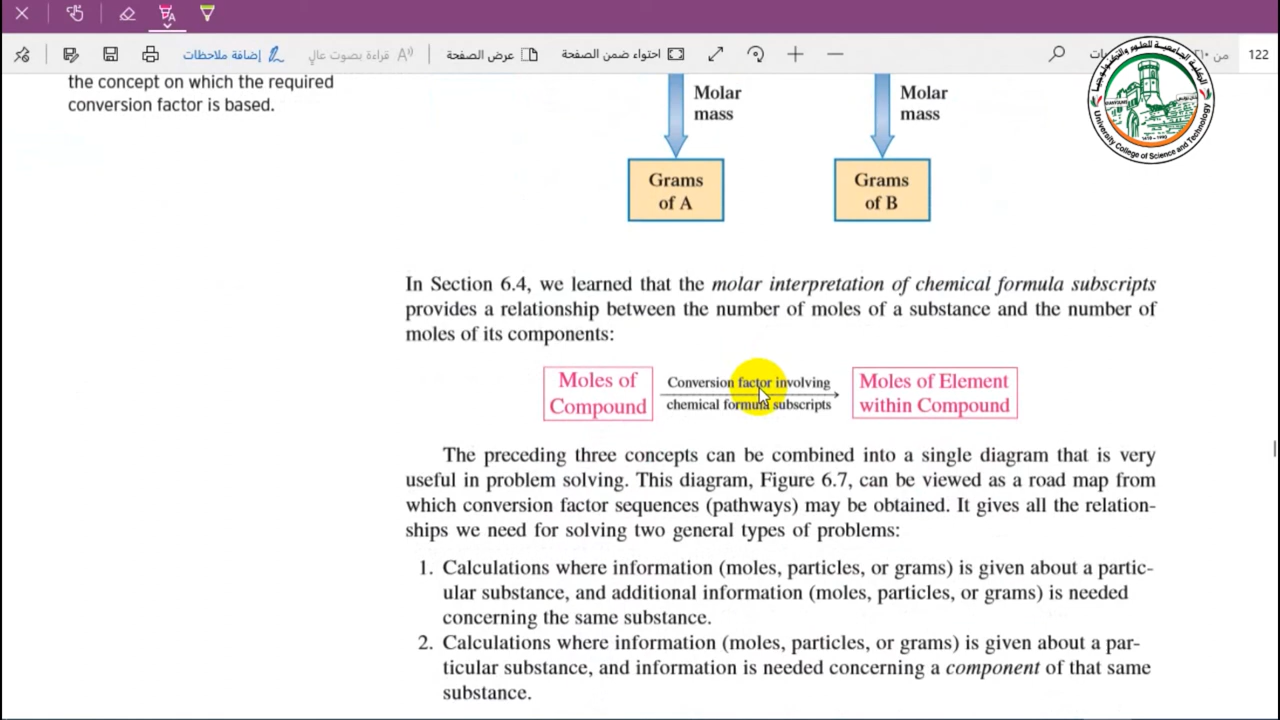 إضافة ملاحظات
قراءة بصوت عالٍ
عرض الصفحة
احتواء ضمن الصفحة
من
122
the concept on which the required
conversion factor is based.
Molar
mass
Molar
mass
Grams
of A
Grams
of B
University College of Science and Technology
In Section 6.4, we learned that the molar interpretation of chemical formula subscripts
provides a relationship between the number of moles of a substance and the number of
moles of its components:
Moles of
Compound
Conversion factor involving
chemical formula subscripts
Moles of Element
within Compound
The preceding three concepts can be combined into a single diagram that is very
useful in problem solving. This diagram, Figure 6.7, can be viewed as a road map from
which conversion factor sequences (pathways) may be obtained. It gives all the relation-
ships we need for solving two general types of problems:
1. Calculations where information (moles, particles, or grams) is given about a partic-
ular substance, and additional information (moles, particles, or grams) is needed
concerning the same substance.
2. Calculations where information (moles, particles, or grams) is given about a par-
ticular substance, and information is needed concerning a component of that same
substance.